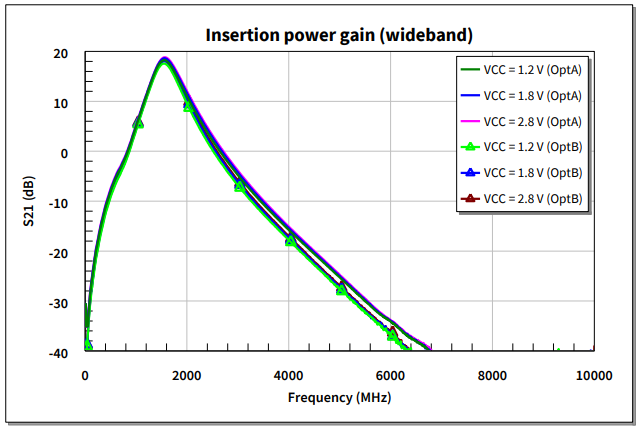 Insertion power gain (wideband)
20
10
0
-10
-20
-30
-40
S21 (dB)
VCC = 1.2 V (OptA)
VCC = 1.8 V (OptA)
VCC = 2.8 V (OptA)
VCC = 1.2 V (OptB)
VCC = 1.8 V (OptB)
VCC = 2.8 V (OptB)
0 2000 4000 6000 8000 10000
Frequency (MHz)